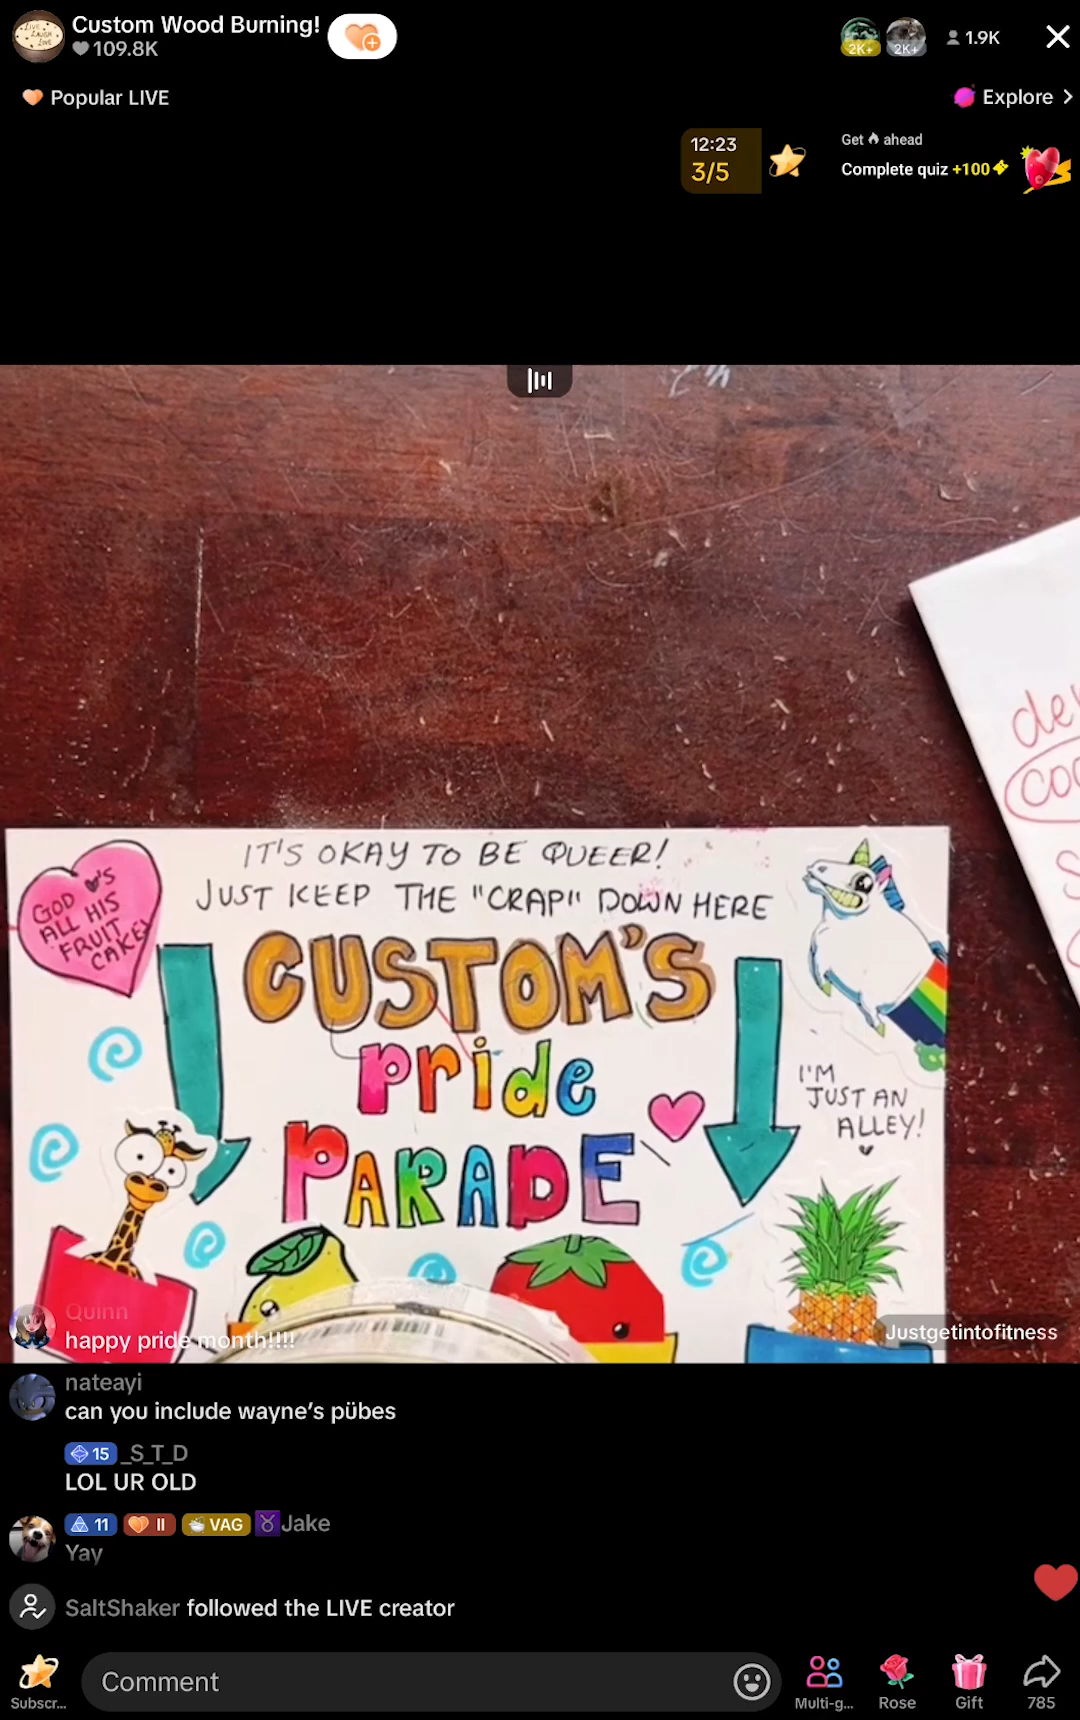 Custom Wood Burning!
109.8K
2K+
2K+
1.9K
Popular LIVE
Explore >
12:23
3/5
Get ahead
Complete quiz +100
IT'S OKAY TO BE QUEER!
JUST KEEP THE "CRAP" DOWN HERE
GOD ♥'S
ALL HIS
FRUIT
CAKE
CUSTOM'S
pride
PARADE
I'M
JUST AN
ALLEY!
Quinn
happy pride month!!!!
Justgetintofitness
nateayi
can you include wayne's pübes
15 _S_T_D
LOL UR OLD
11 II VAG Jake
Yay
SaltShaker followed the LIVE creator
Comment
Subscr...
Multi-g...
Rose
Gift
785